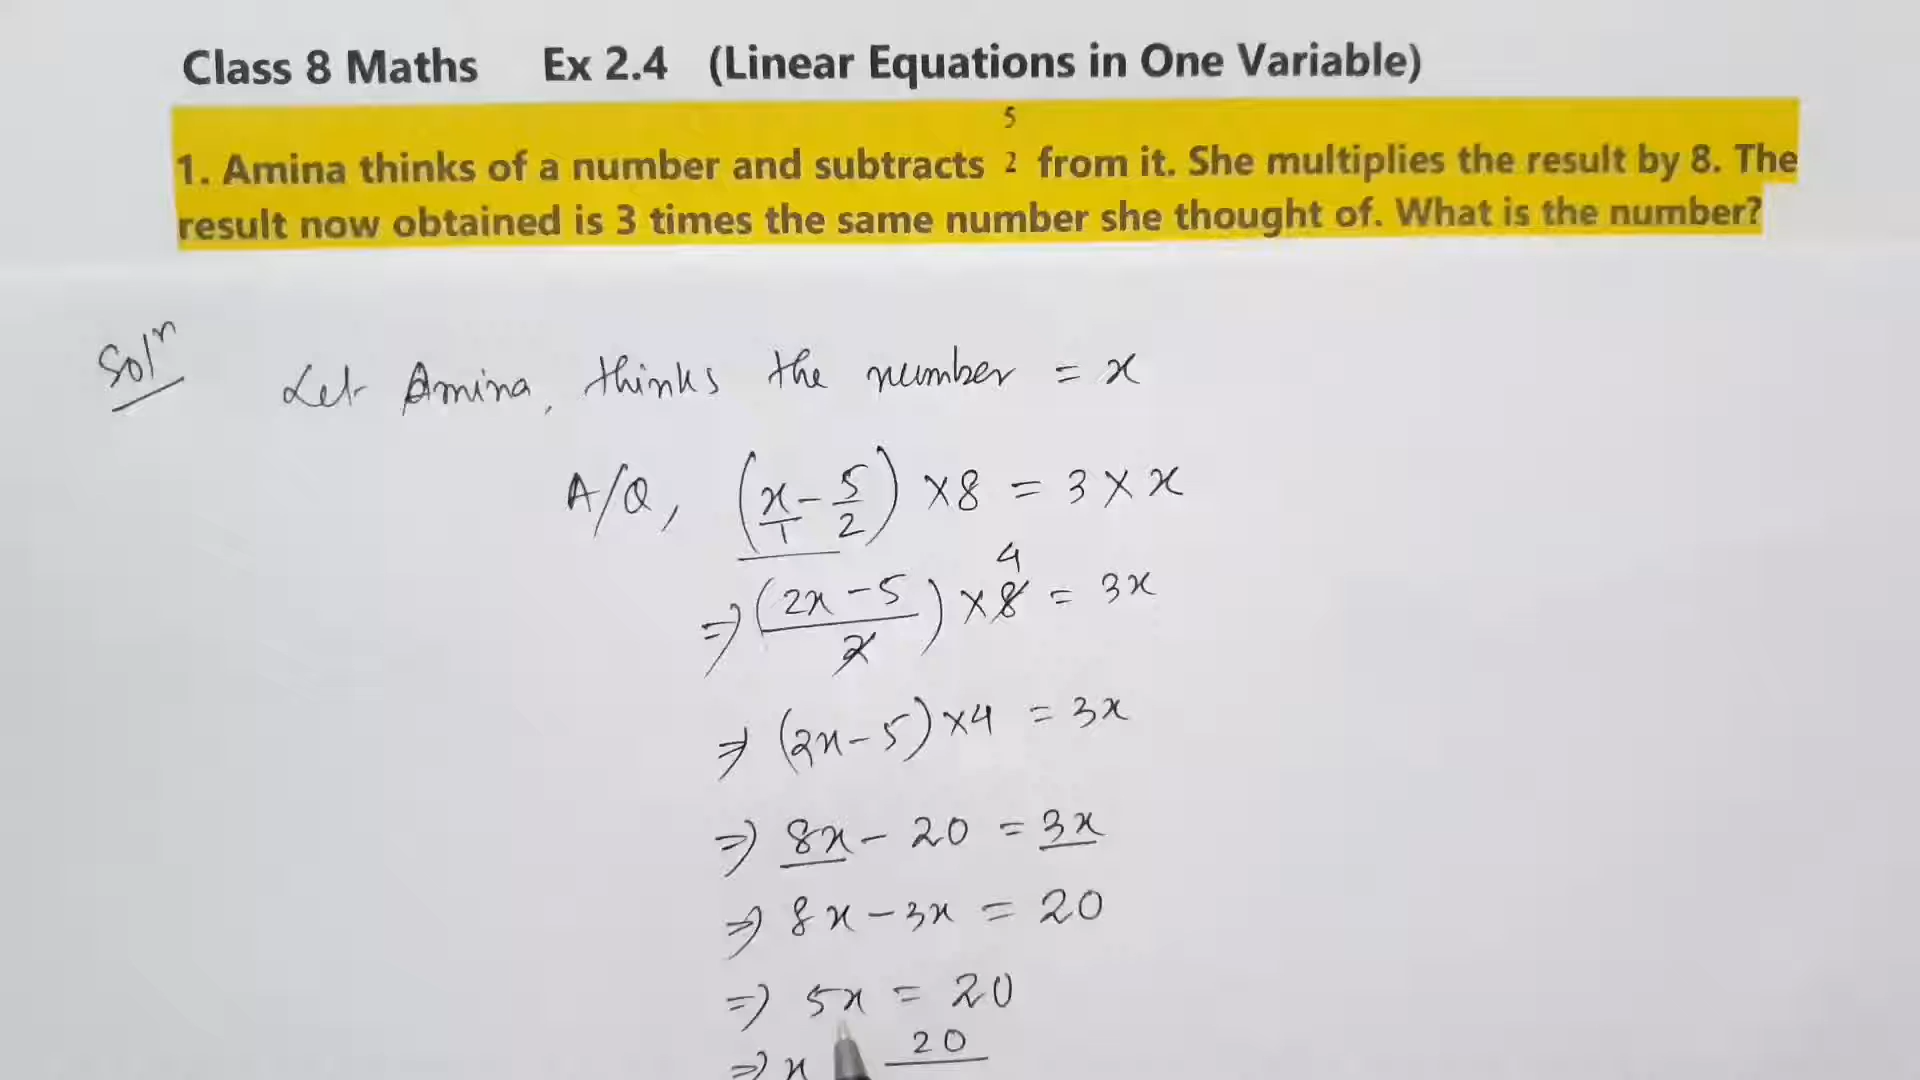 Class 8 Maths Ex 2.4 (Linear Equations in One Variable)
1. Amina thinks of a number and subtracts 5/2 from it. She multiplies the result by 8. The
result now obtained is 3 times the same number she thought of. What is the number?
Solⁿ
Let Amina, thinks the number = x
A/Q, (x/1 - 5/2) ×8 = 3 × x
⇒ (2x - 5 / 2) × 8 4 = 3x
⇒ (2x - 5) ×4 = 3x
⇒ 8x - 20 = 3x
⇒ 8x - 3x = 20
⇒ 5x = 20
⇒ x 20